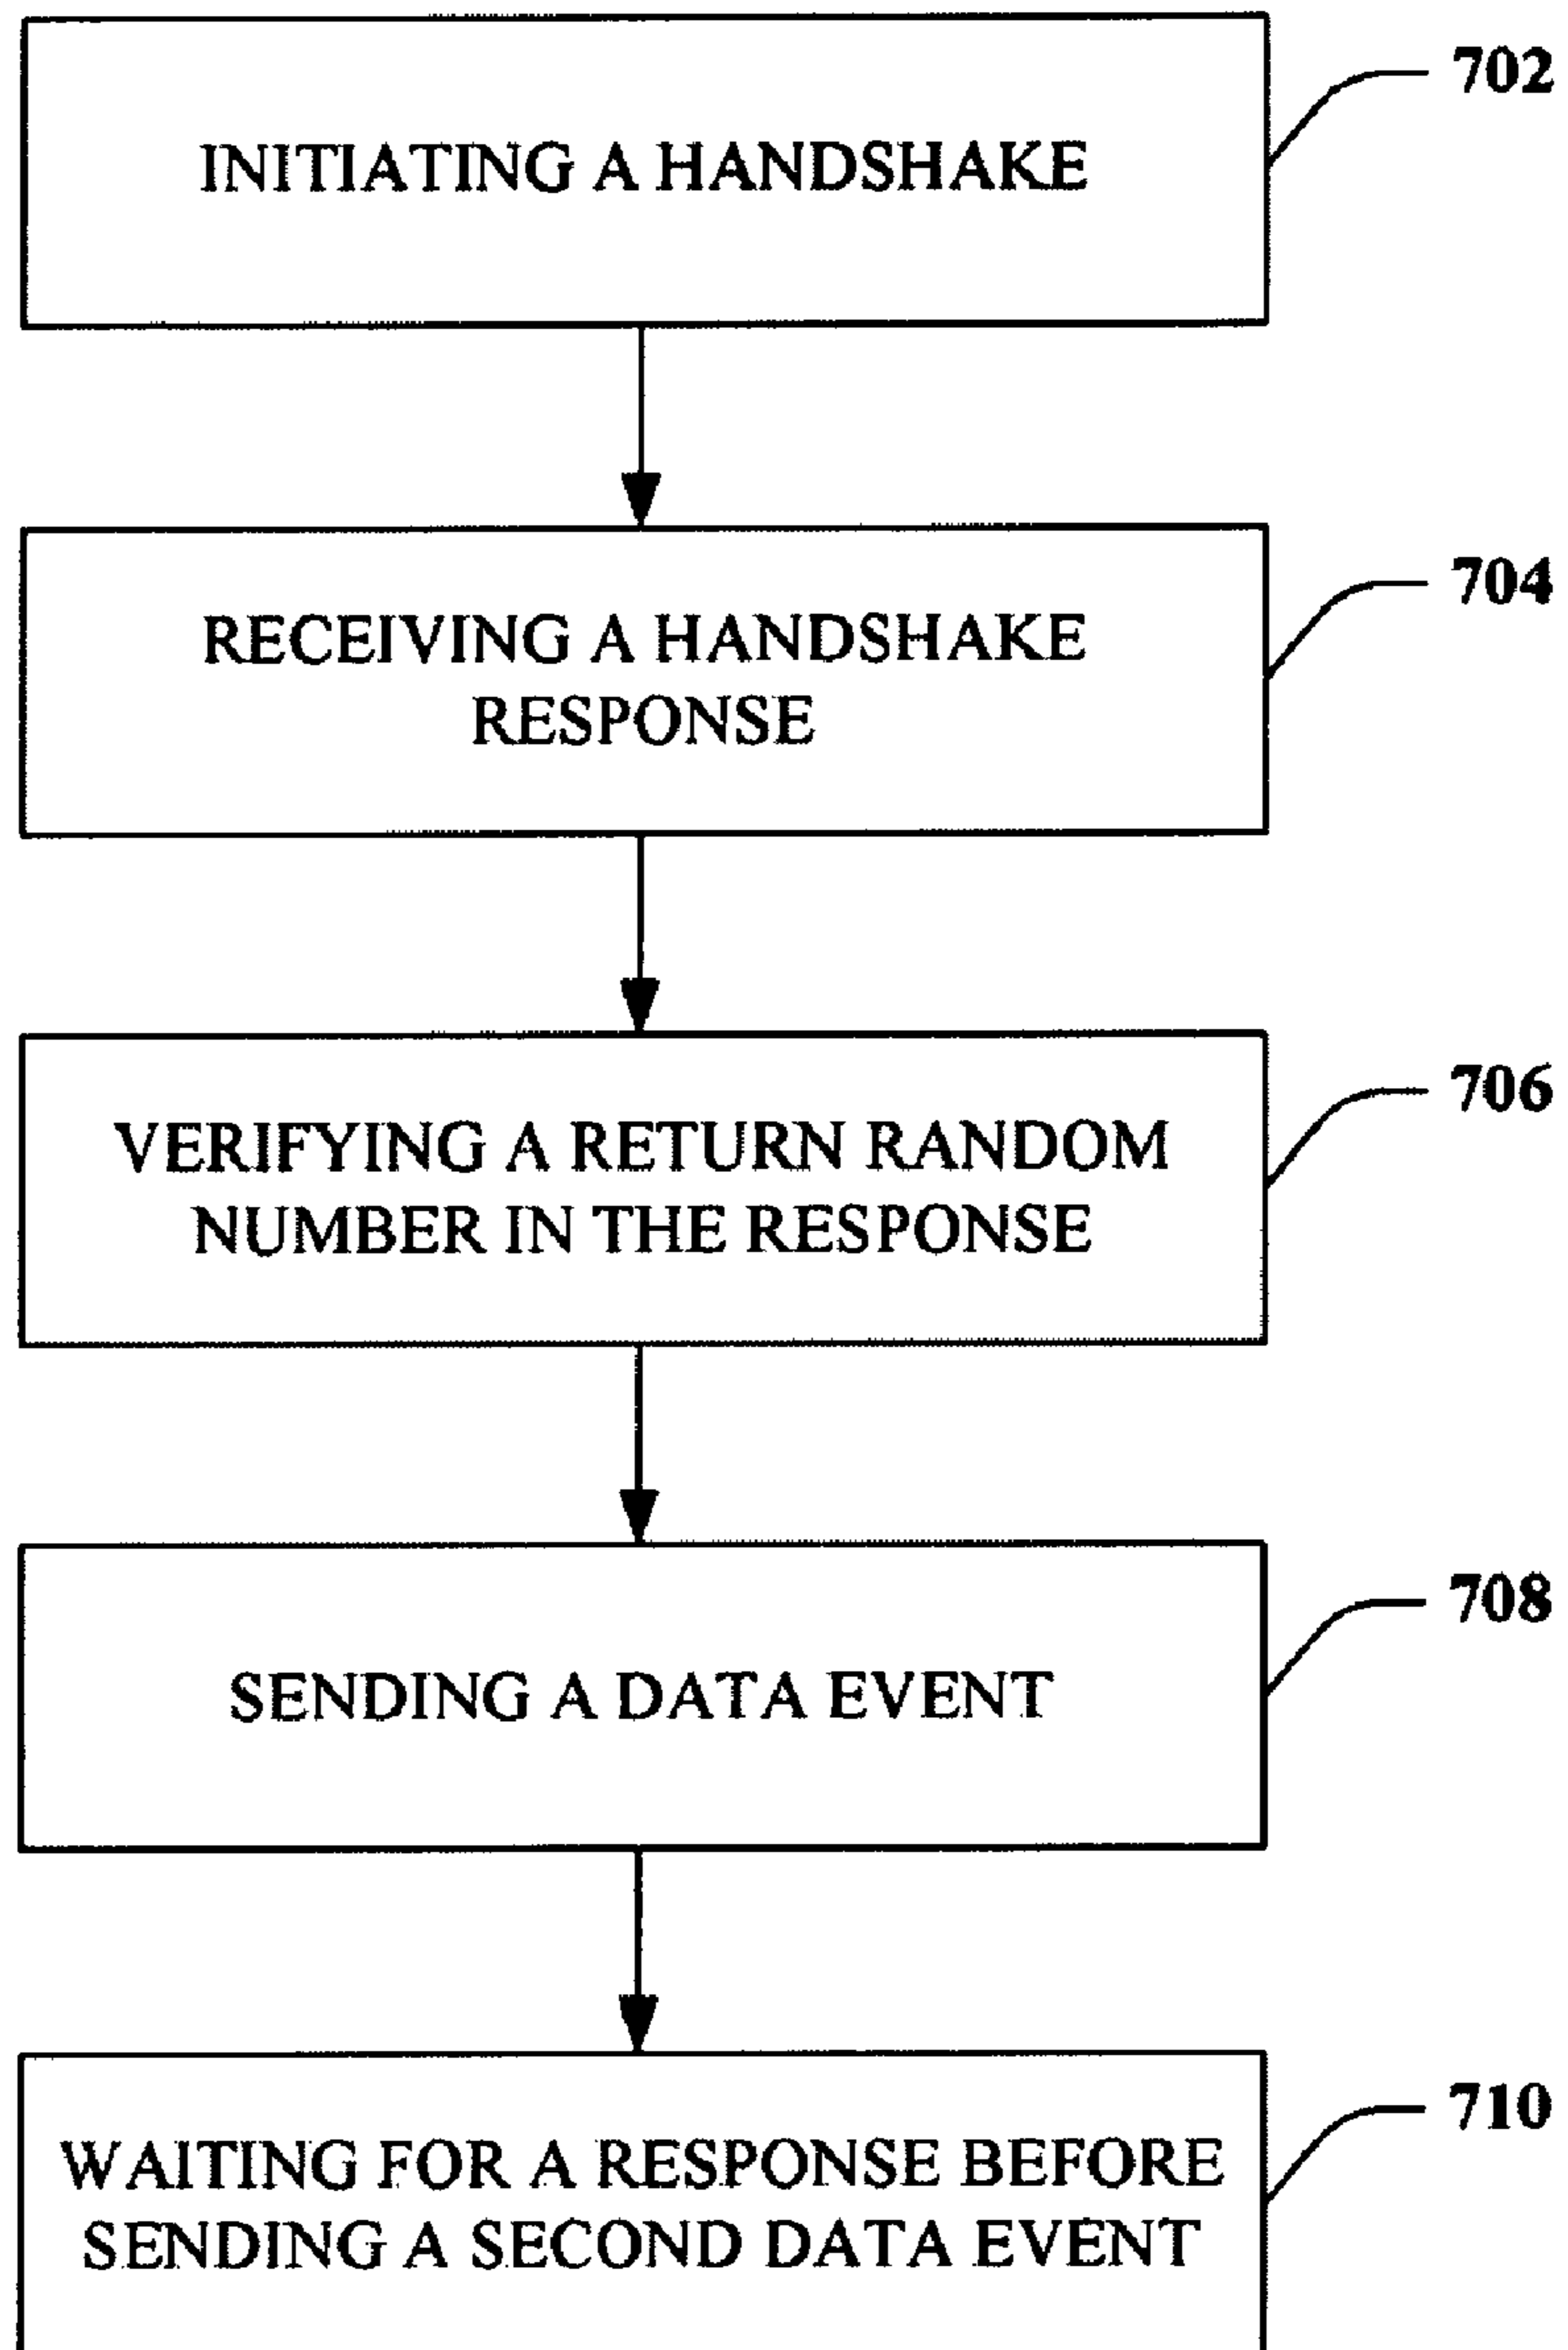 INITIATING A HANDSHAKE
702
RECEIVING A HANDSHAKE
RESPONSE
704
VERIFYING A RETURN RANDOM
NUMBER IN THE RESPONSE
706
SENDING A DATA EVENT
708
WAITING FOR A RESPONSE BEFORE
SENDING A SECOND DATA EVENT
710